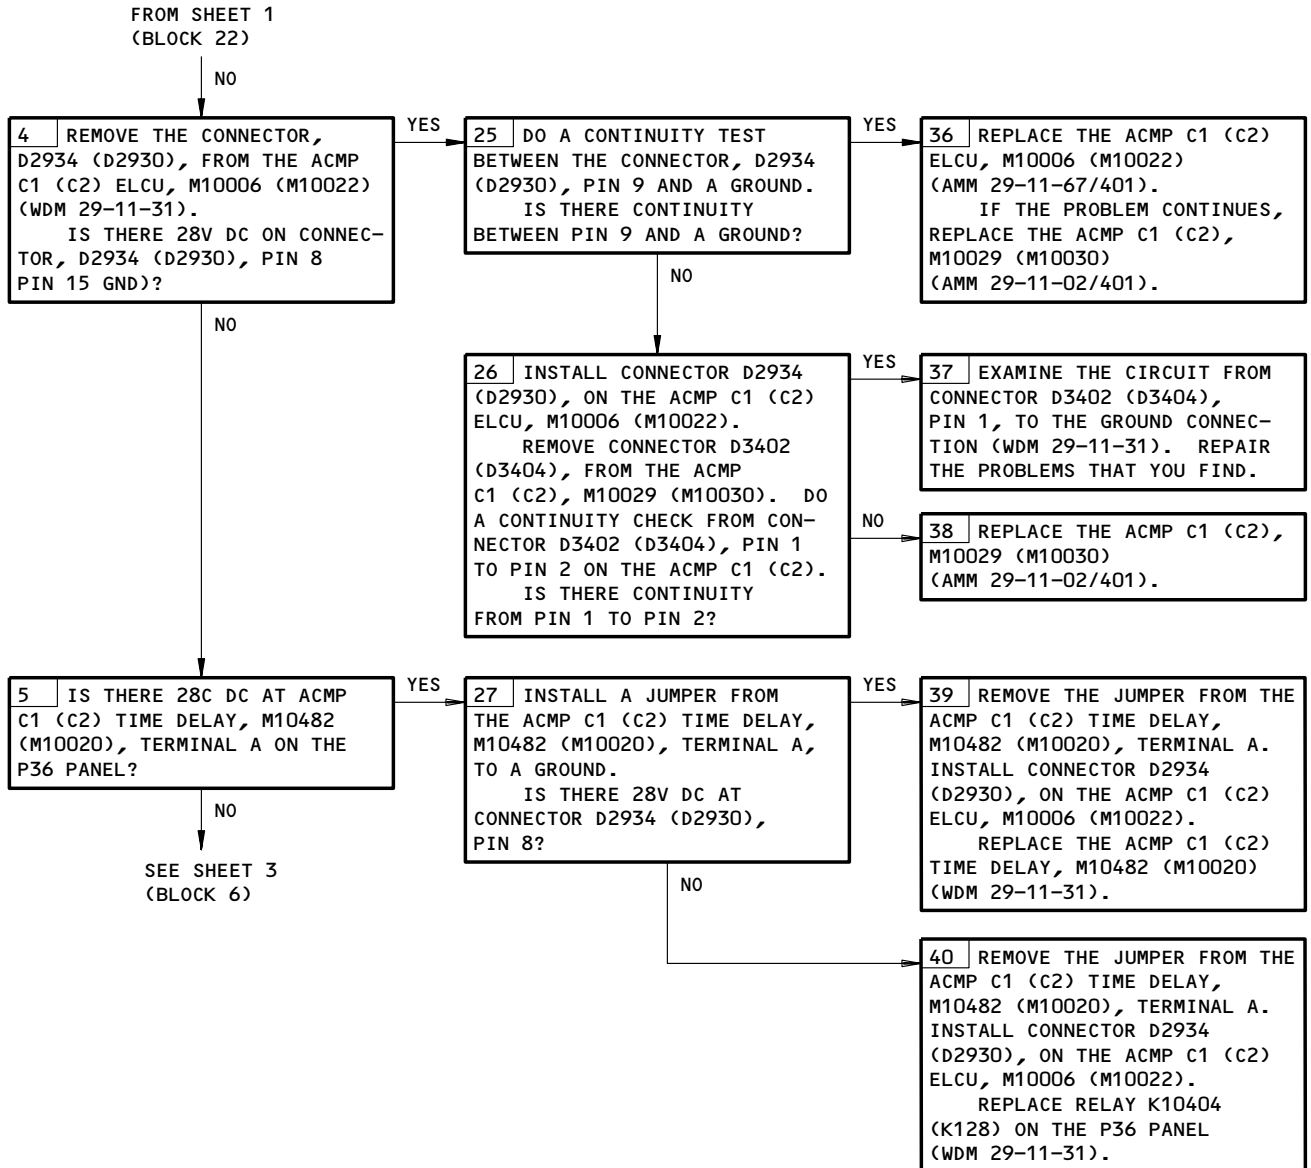 FROM SHEET 1
(BLOCK 22)
NO
4 REMOVE THE CONNECTOR,
D2934 (D2930), FROM THE ACMP
C1 (C2) ELCU, M10006 (M10022)
(WDM 29-11-31).
IS THERE 28V DC ON CONNEC-
TOR, D2934 (D2930), PIN 8
PIN 15 GND)?
YES
NO
25 DO A CONTINUITY TEST
BETWEEN THE CONNECTOR, D2934
(D2930), PIN 9 AND A GROUND.
IS THERE CONTINUITY
BETWEEN PIN 9 AND A GROUND?
YES
NO
36 REPLACE THE ACMP C1 (C2)
ELCU, M10006 (M10022)
(AMM 29-11-67/401).
IF THE PROBLEM CONTINUES,
REPLACE THE ACMP C1 (C2),
M10029 (M10030)
(AMM 29-11-02/401).
26 INSTALL CONNECTOR D2934
(D2930), ON THE ACMP C1 (C2)
ELCU, M10006 (M10022).
REMOVE CONNECTOR D3402
(D3404), FROM THE ACMP
C1 (C2), M10029 (M10030). DO
A CONTINUITY CHECK FROM CON-
NECTOR D3402 (D3404), PIN 1
TO PIN 2 ON THE ACMP C1 (C2).
IS THERE CONTINUITY
FROM PIN 1 TO PIN 2?
YES
37 EXAMINE THE CIRCUIT FROM
CONNECTOR D3402 (D3404),
PIN 1, TO THE GROUND CONNEC-
TION (WDM 29-11-31). REPAIR
THE PROBLEMS THAT YOU FIND.
NO
38 REPLACE THE ACMP C1 (C2),
M10029 (M10030)
(AMM 29-11-02/401).
5 IS THERE 28C DC AT ACMP
C1 (C2) TIME DELAY, M10482
(M10020), TERMINAL A ON THE
P36 PANEL?
YES
NO
SEE SHEET 3
(BLOCK 6)
27 INSTALL A JUMPER FROM
THE ACMP C1 (C2) TIME DELAY,
M10482 (M10020), TERMINAL A,
TO A GROUND.
IS THERE 28V DC AT
CONNECTOR D2934 (D2930),
PIN 8?
YES
NO
39 REMOVE THE JUMPER FROM THE
ACMP C1 (C2) TIME DELAY,
M10482 (M10020), TERMINAL A.
INSTALL CONNECTOR D2934
(D2930), ON THE ACMP C1 (C2)
ELCU, M10006 (M10022).
REPLACE THE ACMP C1 (C2)
TIME DELAY, M10482 (M10020)
(WDM 29-11-31).
40 REMOVE THE JUMPER FROM THE
ACMP C1 (C2) TIME DELAY,
M10482 (M10020), TERMINAL A.
INSTALL CONNECTOR D2934
(D2930), ON THE ACMP C1 (C2)
ELCU, M10006 (M10022).
REPLACE RELAY K10404
(K128) ON THE P36 PANEL
(WDM 29-11-31).